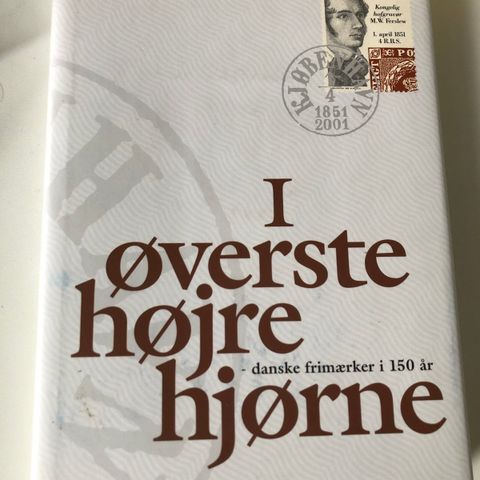 Kongelig
hofgravør
M.W. Ferslew
1. april 1851
4 R.B.S.
KJØBENHAVN
4
1851
2001
I
øverste
højre
- danske frimærker i 150 år
hjørne